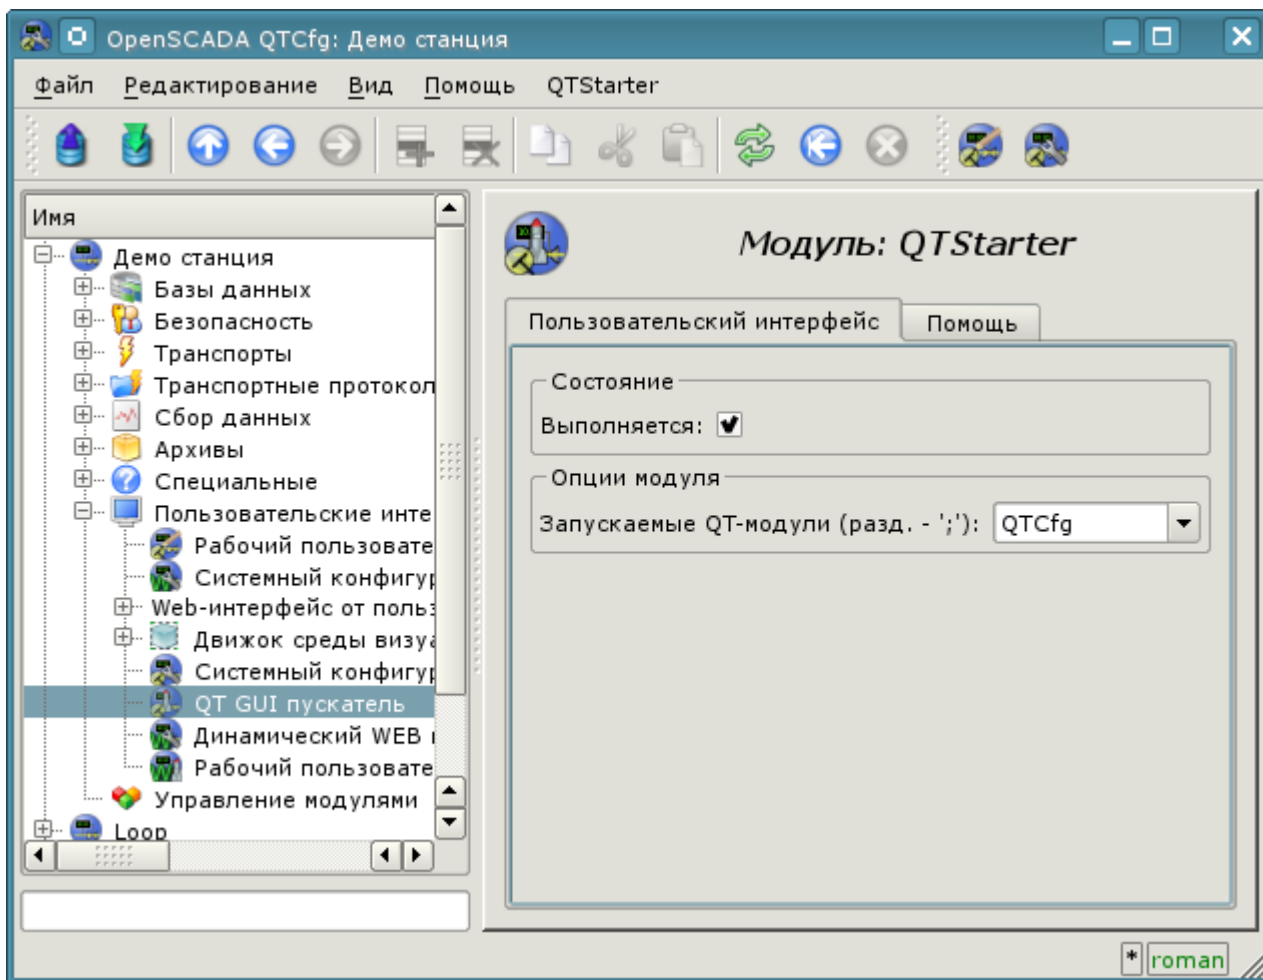 OpenSCADA QTCfg: Демо станция
Файл Редактирование Вид Помощь QTStarter
Имя
Демо станция
Базы данных
Безопасность
Транспорты
Транспортные протокол
Сбор данных
Архивы
Специальные
Пользовательские инте
Рабочий пользовате
Системный конфигур
Web-интерфейс от польз
Движок среды визуа
Системный конфигур
QT GUI пускатель
Динамический WEB
Рабочий пользовате
Управление модулями
Loop
Модуль: QTStarter
Пользовательский интерфейс Помощь
Состояние
Выполняется:
Опции модуля
Запускаемые QT-модули (разд. - ';'): QTCfg
* roman